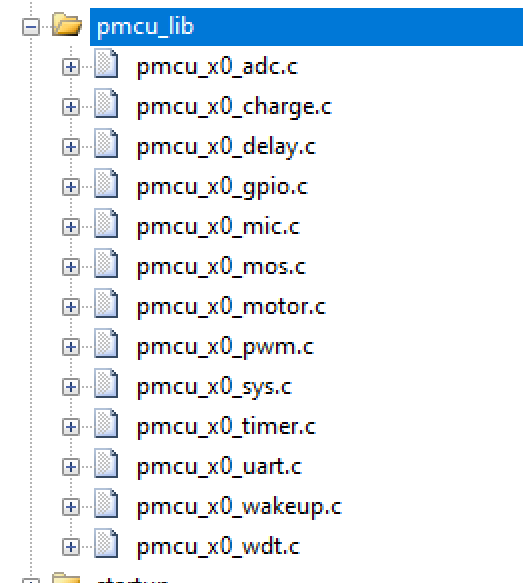 pmcu_lib
pmcu_x0_adc.c
pmcu_x0_charge.c
pmcu_x0_delay.c
pmcu_x0_gpio.c
pmcu_x0_mic.c
pmcu_x0_mos.c
pmcu_x0_motor.c
pmcu_x0_pwm.c
pmcu_x0_sys.c
pmcu_x0_timer.c
pmcu_x0_uart.c
pmcu_x0_wakeup.c
pmcu_x0_wdt.c